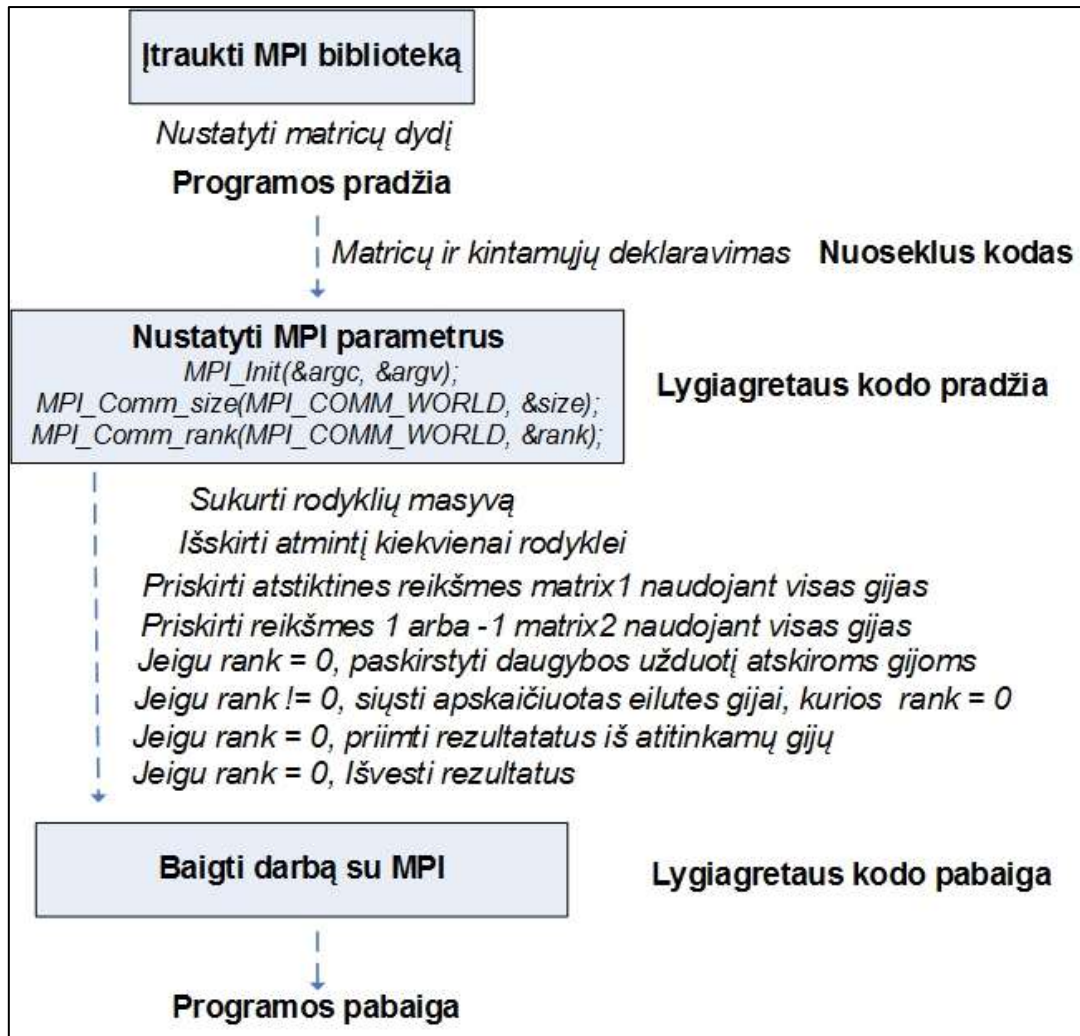 Įtraukti MPI biblioteką
Nustatyti matricų dydį
Programos pradžia
Matricų ir kintamųjų deklaravimas Nuoseklus kodas
Nustatyti MPI parametrus
MPI_Init(&argc, &argv);
MPI_Comm_size(MPI_COMM_WORLD, &size);
MPI_Comm_rank(MPI_COMM_WORLD, &rank);
Lygiagretaus kodo pradžia
Sukurti rodyklių masyvą
Išskirti atmintį kiekvienai rodyklei
Priskirti atstiktines reikšmes matrix1 naudojant visas gijas
Priskirti reikšmes 1 arba -1 matrix2 naudojant visas gijas
Jeigu rank = 0, paskirstyti daugybos užduotį atskiroms gijoms
Jeigu rank != 0, siųsti apskaičiuotas eilutes gijai, kurios rank = 0
Jeigu rank = 0, priimti rezultatatus iš atitinkamų gijų
Jeigu rank = 0, Išvesti rezultatus
Baigti darbą su MPI
Lygiagretaus kodo pabaiga
Programos pabaiga